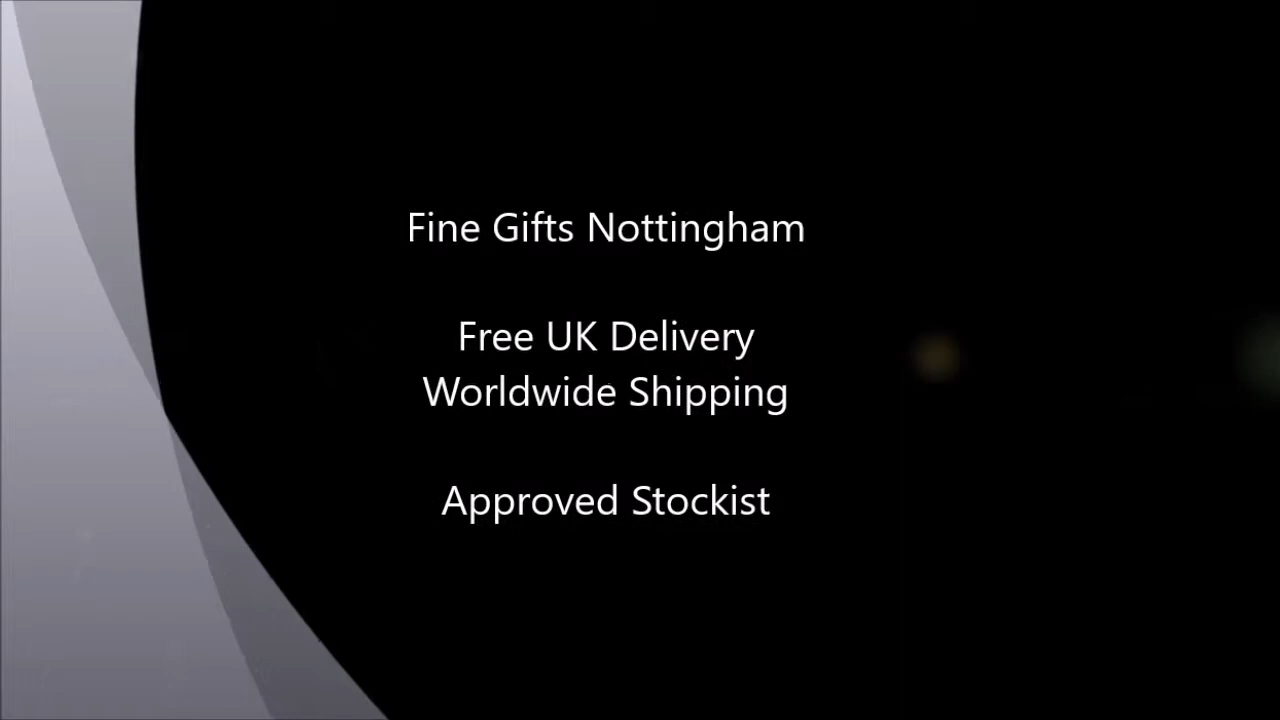 Fine Gifts Nottingham
Free UK Delivery
Worldwide Shipping
Approved Stockist